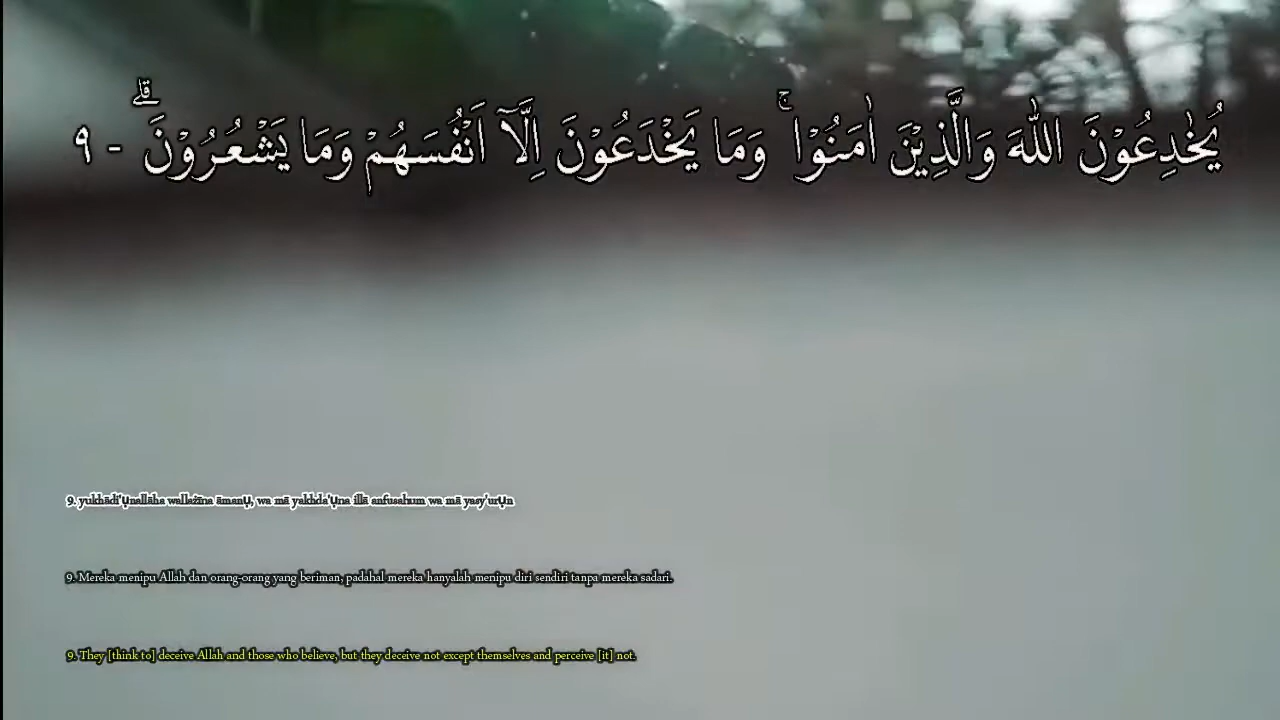 يُخٰدِعُوْنَ اللّٰهَ وَالَّذِيْنَ اٰمَنُوْا ۚ وَمَا يَخْدَعُوْنَ اِلَّآ اَنْفُسَهُمْ وَمَا يَشْعُرُوْنَۗ - ٩
9. yukhādi'ụnallāha wallażīna āmanụ, wa mā yakhda'ụna illā anfusahum wa mā yasy'urụn
9. Mereka menipu Allah dan orang-orang yang beriman, padahal mereka hanyalah menipu diri sendiri tanpa mereka sadari.
9. They [think to] deceive Allah and those who believe, but they deceive not except themselves and perceive [it] not.